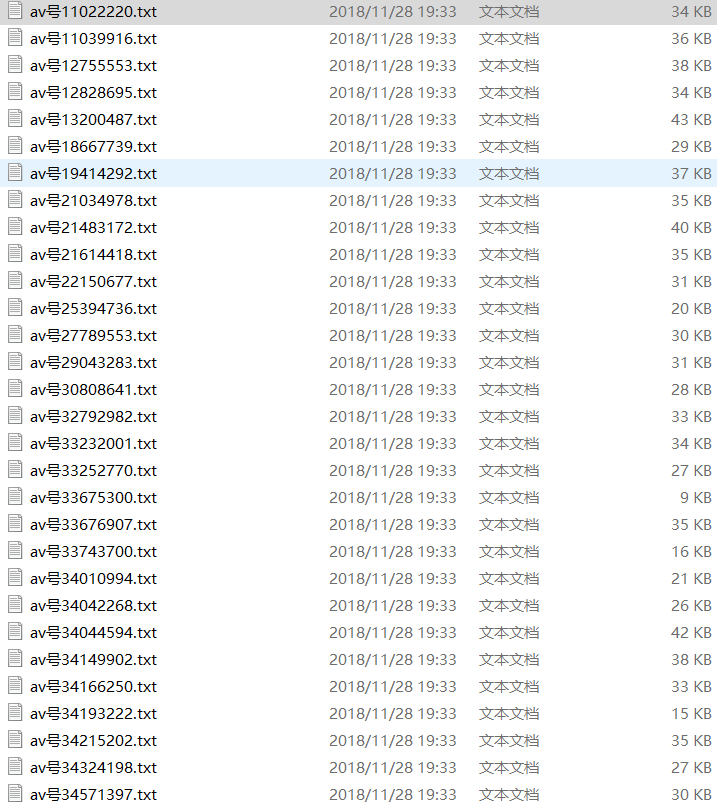 av号11022220.txt 2018/11/28 19:33 文本文档 34 KB
av号11039916.txt 2018/11/28 19:33 文本文档 36 KB
av号12755553.txt 2018/11/28 19:33 文本文档 38 KB
av号12828695.txt 2018/11/28 19:33 文本文档 34 KB
av号13200487.txt 2018/11/28 19:33 文本文档 43 KB
av号18667739.txt 2018/11/28 19:33 文本文档 29 KB
av号19414292.txt 2018/11/28 19:33 文本文档 37 KB
av号21034978.txt 2018/11/28 19:33 文本文档 35 KB
av号21483172.txt 2018/11/28 19:33 文本文档 40 KB
av号21614418.txt 2018/11/28 19:33 文本文档 35 KB
av号22150677.txt 2018/11/28 19:33 文本文档 31 KB
av号25394736.txt 2018/11/28 19:33 文本文档 20 KB
av号27789553.txt 2018/11/28 19:33 文本文档 30 KB
av号29043283.txt 2018/11/28 19:33 文本文档 31 KB
av号30808641.txt 2018/11/28 19:33 文本文档 28 KB
av号32792982.txt 2018/11/28 19:33 文本文档 33 KB
av号33232001.txt 2018/11/28 19:33 文本文档 34 KB
av号33252770.txt 2018/11/28 19:33 文本文档 27 KB
av号33675300.txt 2018/11/28 19:33 文本文档 9 KB
av号33676907.txt 2018/11/28 19:33 文本文档 35 KB
av号33743700.txt 2018/11/28 19:33 文本文档 16 KB
av号34010994.txt 2018/11/28 19:33 文本文档 21 KB
av号34042268.txt 2018/11/28 19:33 文本文档 26 KB
av号34044594.txt 2018/11/28 19:33 文本文档 42 KB
av号34149902.txt 2018/11/28 19:33 文本文档 38 KB
av号34166250.txt 2018/11/28 19:33 文本文档 33 KB
av号34193222.txt 2018/11/28 19:33 文本文档 15 KB
av号34215202.txt 2018/11/28 19:33 文本文档 35 KB
av号34324198.txt 2018/11/28 19:33 文本文档 27 KB
av号34571397.txt 2018/11/28 19:33 文本文档 30 KB